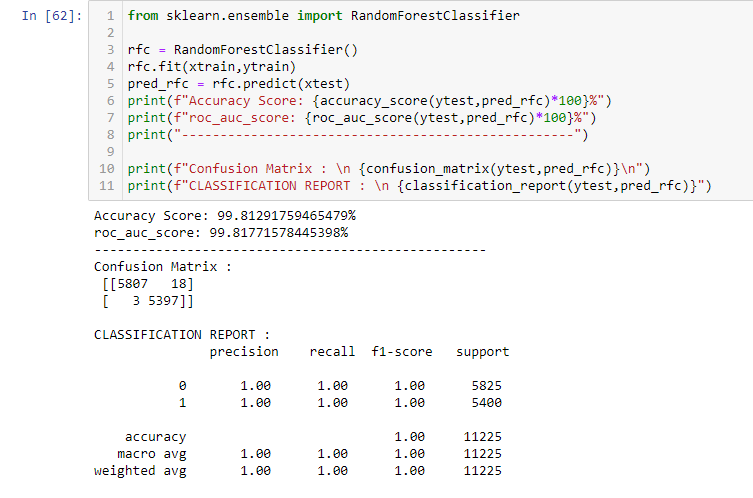 In [62]:
1 from sklearn.ensemble import RandomForestClassifier
2
3 rfc = RandomForestClassifier()
4 rfc.fit(xtrain,ytrain)
5 pred_rfc = rfc.predict(xtest)
6 print(f"Accuracy Score: {accuracy_score(ytest,pred_rfc)*100}%")
7 print(f"roc_auc_score: {roc_auc_score(ytest,pred_rfc)*100}%")
8 print("---------------------------------------------------")
9
10 print(f"Confusion Matrix : \n {confusion_matrix(ytest,pred_rfc)}\n")
11 print(f"CLASSIFICATION REPORT : \n {classification_report(ytest,pred_rfc)}")
Accuracy Score: 99.81291759465479%
roc_auc_score: 99.81771578445398%
---------------------------------------------------
Confusion Matrix :
[[5807   18]
[   3 5397]]
CLASSIFICATION REPORT :
precision    recall  f1-score   support
0       1.00      1.00      1.00      5825
1       1.00      1.00      1.00      5400
accuracy                           1.00     11225
macro avg       1.00      1.00      1.00     11225
weighted avg       1.00      1.00      1.00     11225